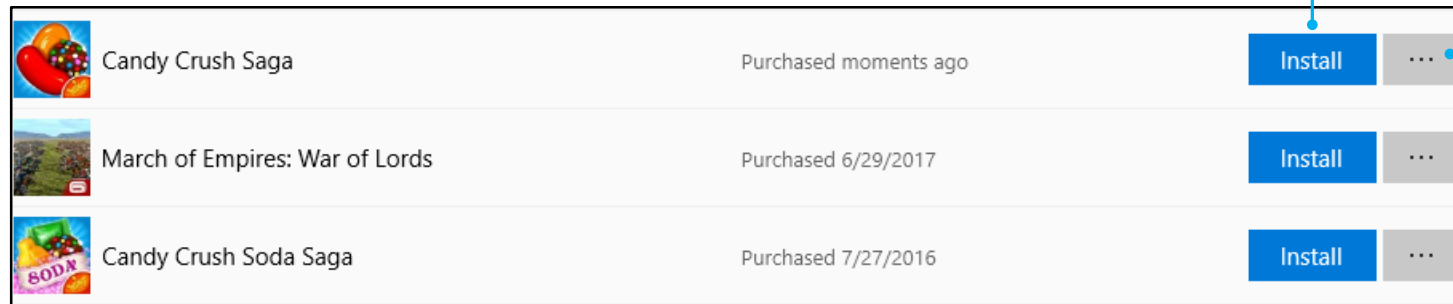 Candy Crush Saga Purchased moments ago Install ...
March of Empires: War of Lords Purchased 6/29/2017 Install ...
SODA Candy Crush Soda Saga Purchased 7/27/2016 Install ...